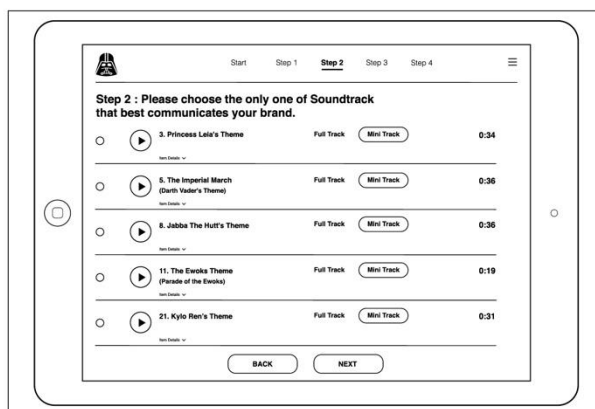 Start Step 1 Step 2 Step 3 Step 4
Step 2 : Please choose the only one of Soundtrack
that best communicates your brand.
3. Princess Leia's Theme Full Track Mini Track 0:34
Item Details
5. The Imperial March Full Track Mini Track 0:36
(Darth Vader's Theme)
Item Details
8. Jabba The Hutt's Theme Full Track Mini Track 0:36
Item Details
11. The Ewoks Theme Full Track Mini Track 0:19
(Parade of the Ewoks)
Item Details
21. Kylo Ren's Theme Full Track Mini Track 0:31
Item Details
BACK NEXT